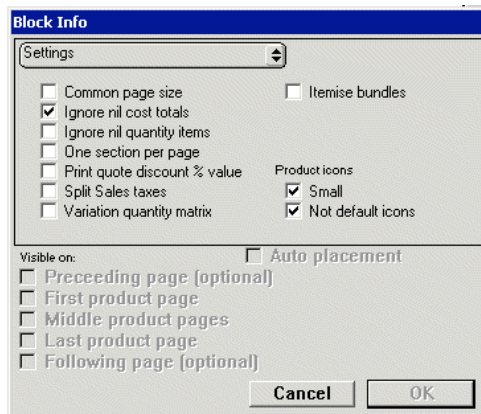 Block Info
Settings
Common page size
Itemise bundles
Ignore nil cost totals
Ignore nil quantity items
One section per page
Print quote discount % value
Product icons
Split Sales taxes
Small
Variation quantity matrix
Not default icons
Visible on:
Auto placement
Preceeding page (optional)
First product page
Middle product pages
Last product page
Following page (optional)
Cancel
OK